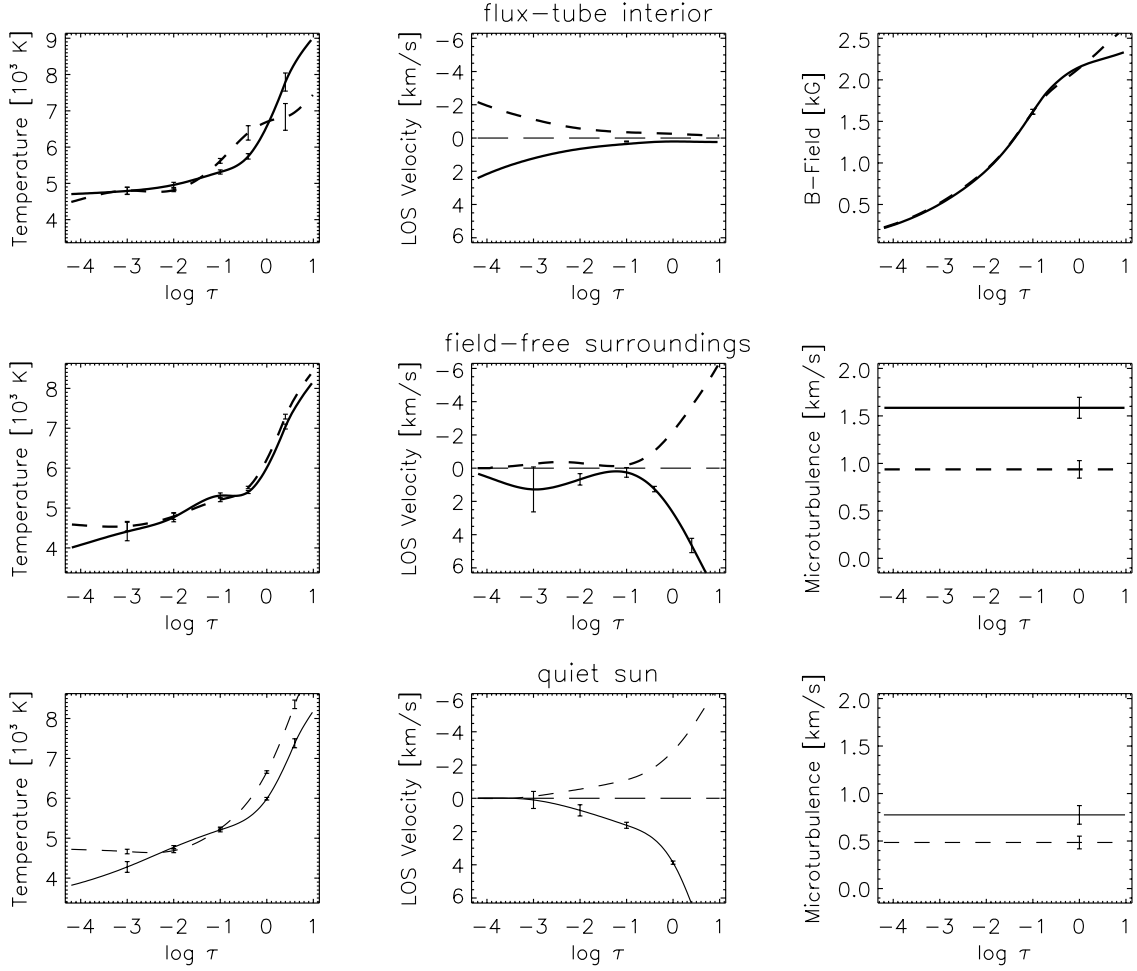 flux-tube interior
Temperature [10³ K]
9
8
7
6
5
4
−4 −3 −2 −1 0 1
log τ
LOS Velocity [km/s]
−6
−4
−2
0
2
4
6
−4 −3 −2 −1 0 1
log τ
B-Field [kG]
2.5
2.0
1.5
1.0
0.5
−4 −3 −2 −1 0 1
log τ
field-free surroundings
Temperature [10³ K]
8
7
6
5
4
−4 −3 −2 −1 0 1
log τ
LOS Velocity [km/s]
−6
−4
−2
0
2
4
6
−4 −3 −2 −1 0 1
log τ
Microturbulence [km/s]
2.0
1.5
1.0
0.5
0.0
−4 −3 −2 −1 0 1
log τ
quiet sun
Temperature [10³ K]
8
7
6
5
4
−4 −3 −2 −1 0 1
log τ
LOS Velocity [km/s]
−6
−4
−2
0
2
4
6
−4 −3 −2 −1 0 1
log τ
Microturbulence [km/s]
2.0
1.5
1.0
0.5
0.0
−4 −3 −2 −1 0 1
log τ